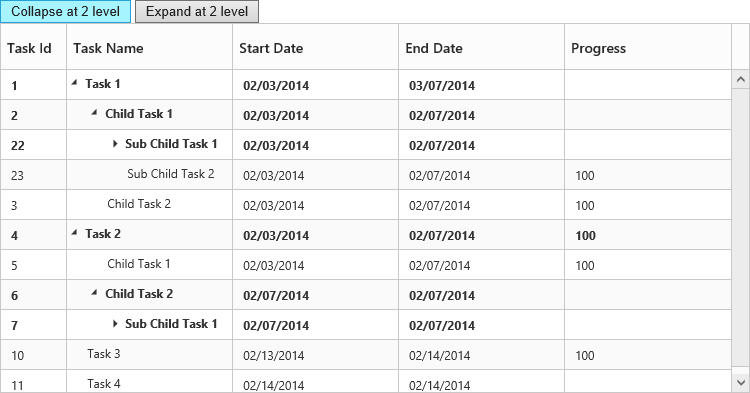 Collapse at 2 level Expand at 2 level
Task Id Task Name Start Date End Date Progress
1 Task 1 02/03/2014 03/07/2014
2 Child Task 1 02/03/2014 02/07/2014
22 Sub Child Task 1 02/03/2014 02/07/2014
23 Sub Child Task 2 02/03/2014 02/07/2014 100
3 Child Task 2 02/03/2014 02/07/2014 100
4 Task 2 02/03/2014 02/07/2014 100
5 Child Task 1 02/03/2014 02/07/2014 100
6 Child Task 2 02/07/2014 02/07/2014
7 Sub Child Task 1 02/07/2014 02/07/2014
10 Task 3 02/13/2014 02/14/2014 100
11 Task 4 02/14/2014 02/14/2014